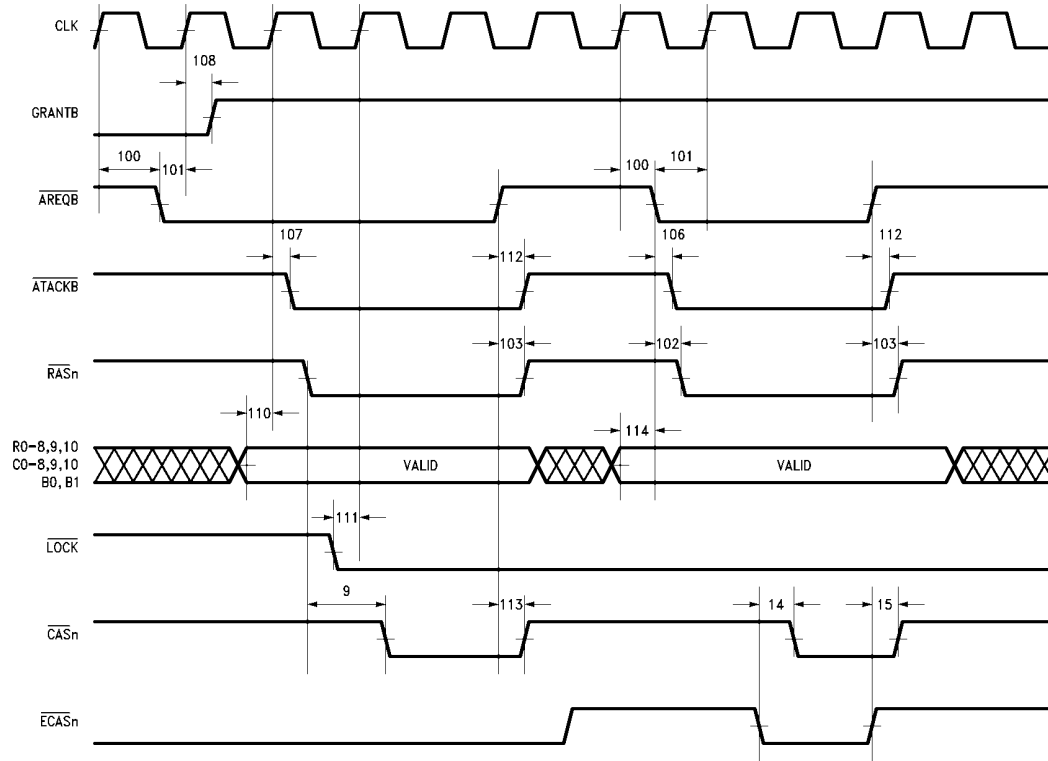 CLK
108
GRANTB
100 101 100 101
AREQB
107 112 106 112
ATACKB
103 102 103
RASn
110 114
R0-8,9,10
C0-8,9,10 VALID VALID
B0, B1
111
LOCK
9 113 14 15
CASn
ECASn